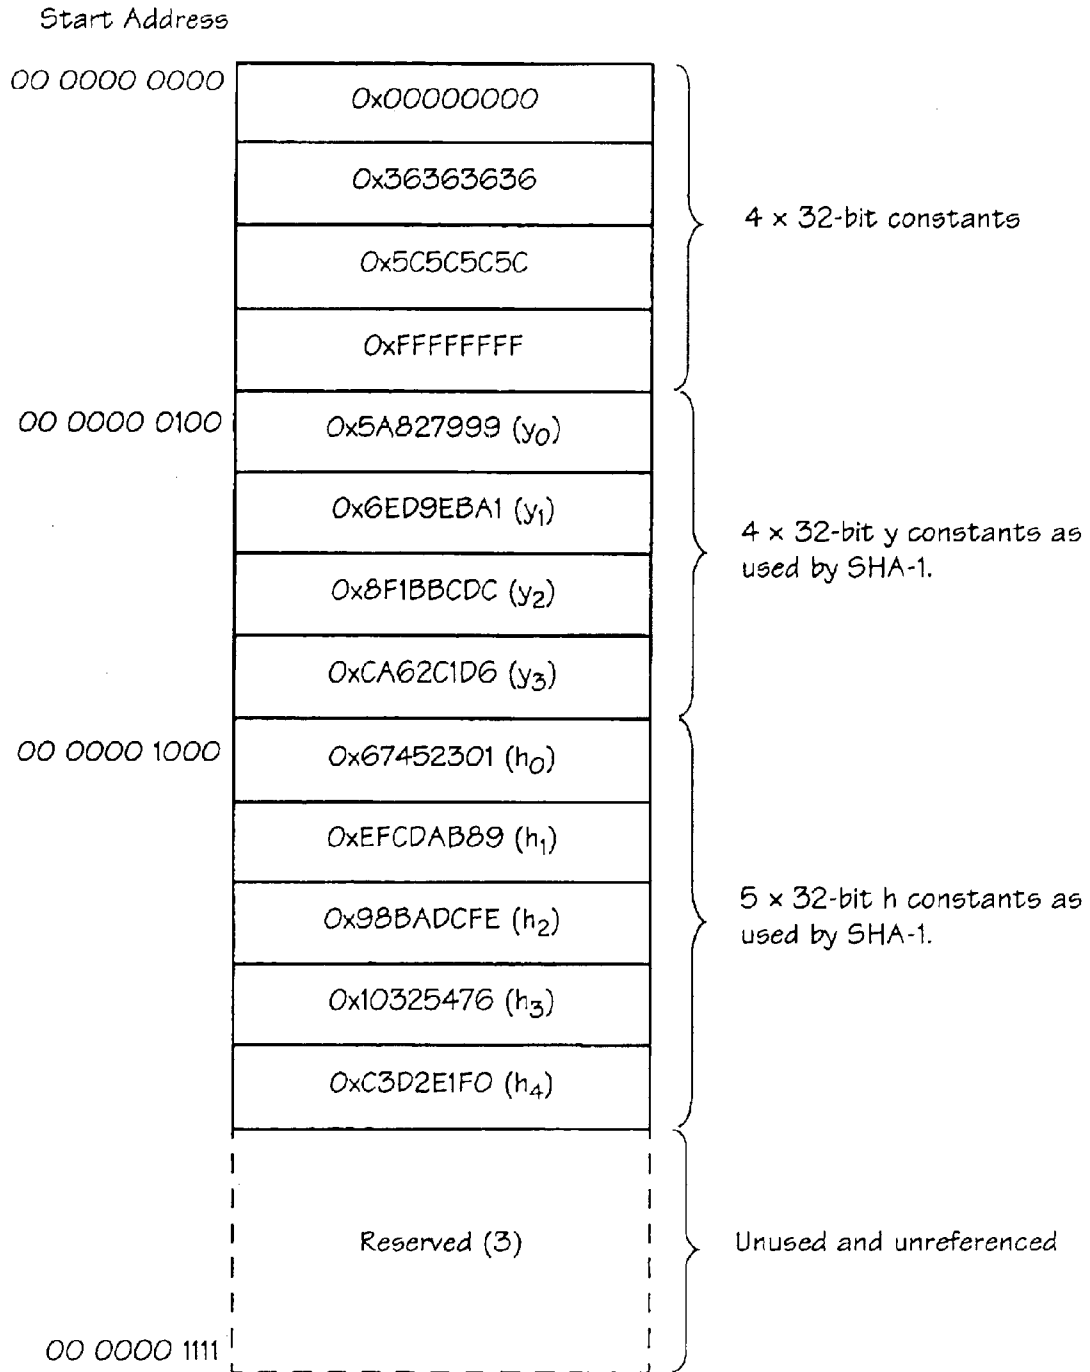 Start Address
00 0000 0000
0x00000000
0x36363636
4 x 32-bit constants
0x5C5C5C5C
0xFFFFFFFF
00 0000 0100
0x5A827999 (y0)
0x6ED9EBA1 (y1)
4 x 32-bit y constants as
used by SHA-1.
0x8F1BBCDC (y2)
0xCA62C1D6 (y3)
00 0000 1000
0x67452301 (h0)
0xEFCDAB89 (h1)
0x98BADCFE (h2)
5 x 32-bit h constants as
used by SHA-1.
0x10325476 (h3)
0xC3D2E1F0 (h4)
Reserved (3)
Unused and unreferenced
00 0000 1111